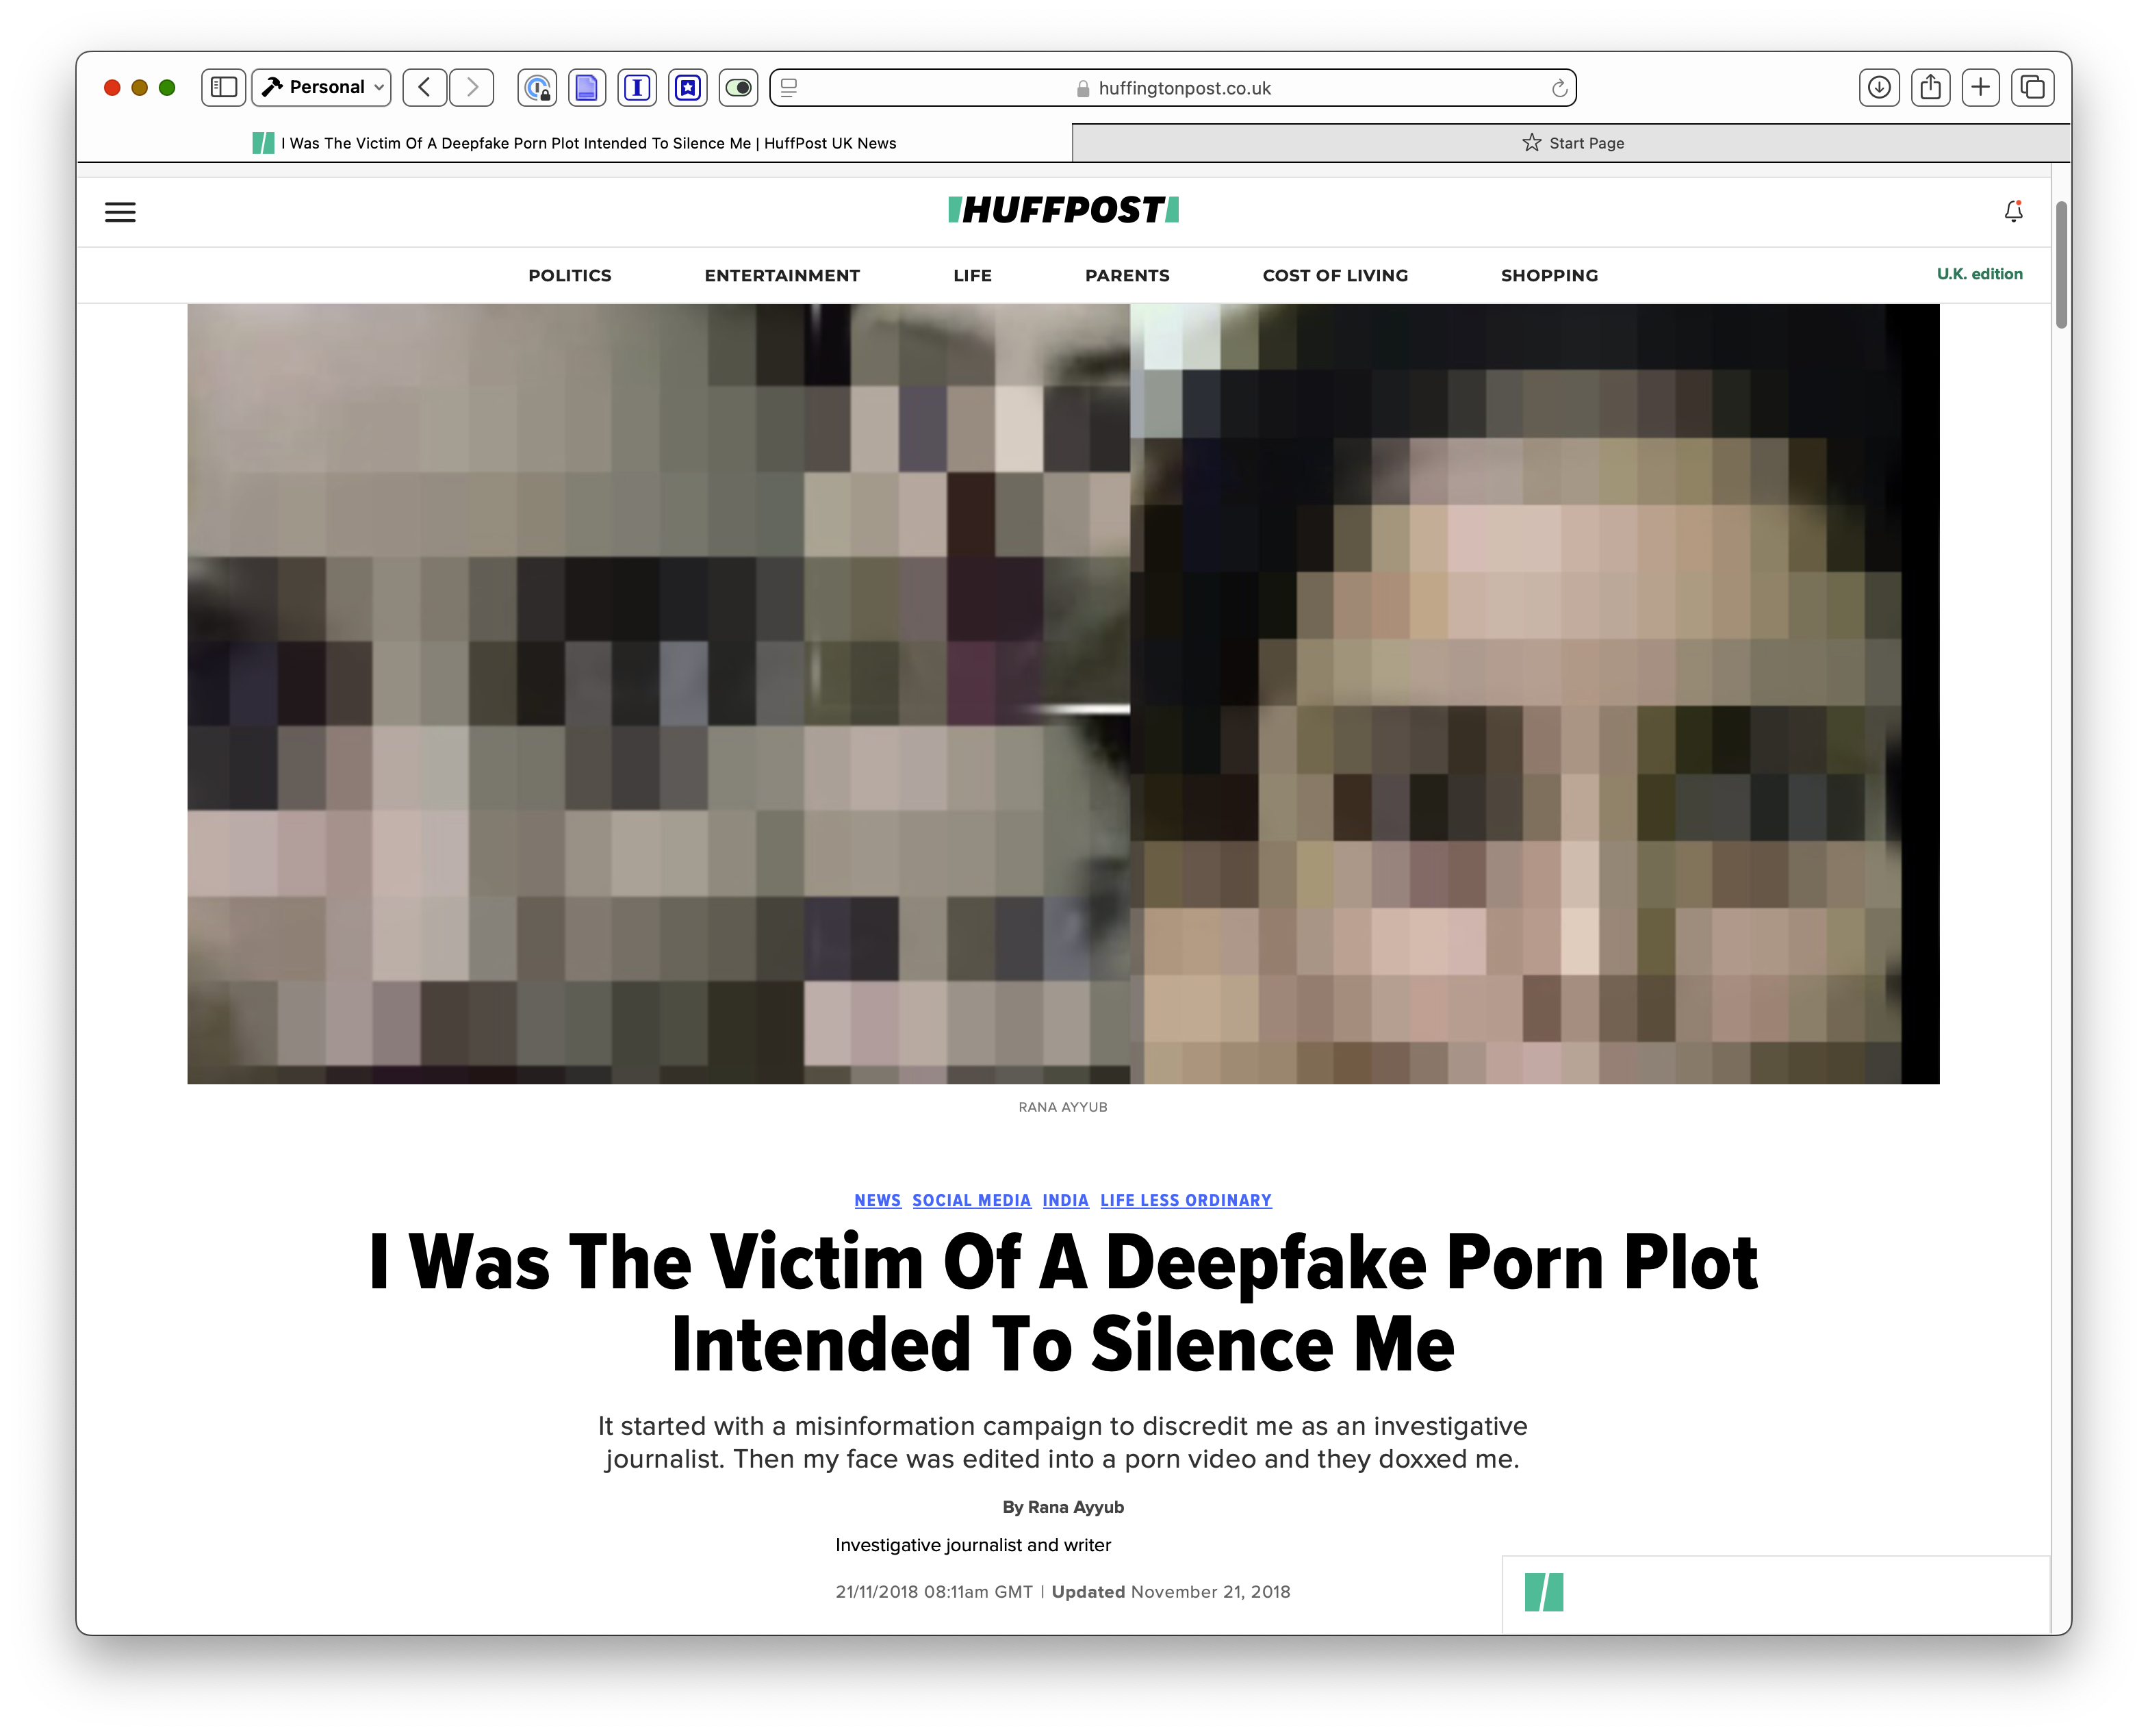 Personal
huffingtonpost.co.uk
I Was The Victim Of A Deepfake Porn Plot Intended To Silence Me | HuffPost UK News
Start Page
HUFFPOST
POLITICS
ENTERTAINMENT
LIFE
PARENTS
COST OF LIVING
SHOPPING
U.K. edition
RANA AYYUB
NEWS SOCIAL MEDIA INDIA LIFE LESS ORDINARY
I Was The Victim Of A Deepfake Porn Plot
Intended To Silence Me
It started with a misinformation campaign to discredit me as an investigative
journalist. Then my face was edited into a porn video and they doxxed me.
By Rana Ayyub
Investigative journalist and writer
21/11/2018 08:11am GMT | Updated November 21, 2018